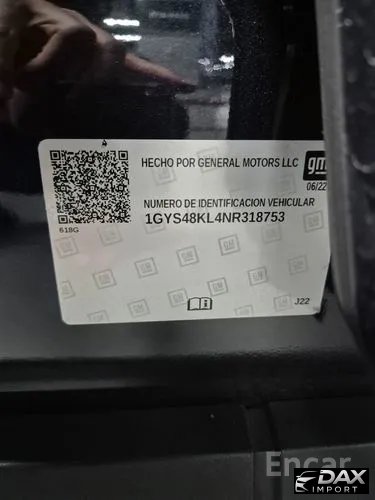 HECHO POR GENERAL MOTORS LLC
gm
06/22
NUMERO DE IDENTIFICACION VEHICULAR
1GYS48KL4NR318753
618G
J22
Encar
DAX
IMPORT